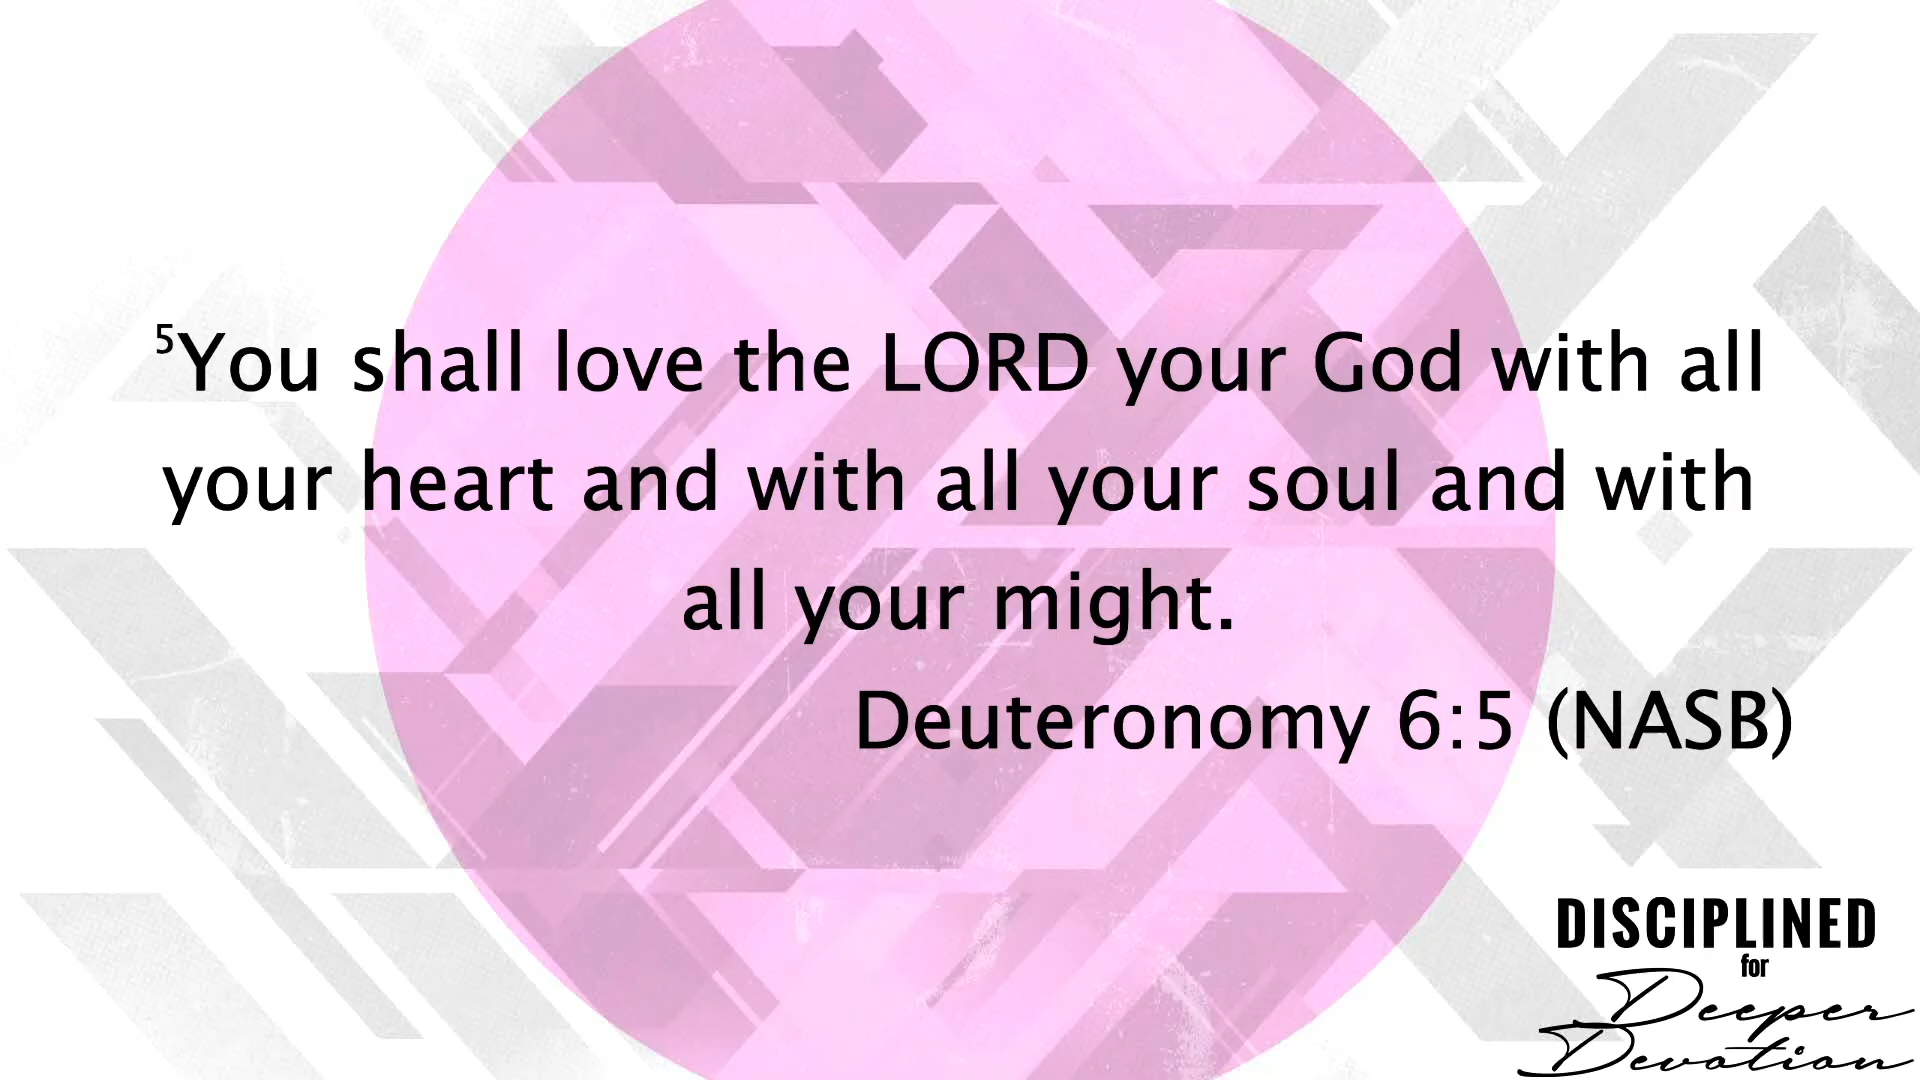 ⁵You shall love the LORD your God with all
your heart and with all your soul and with
all your might.
Deuteronomy 6:5 (NASB)
DISCIPLINED
for
Deeper
Devotion